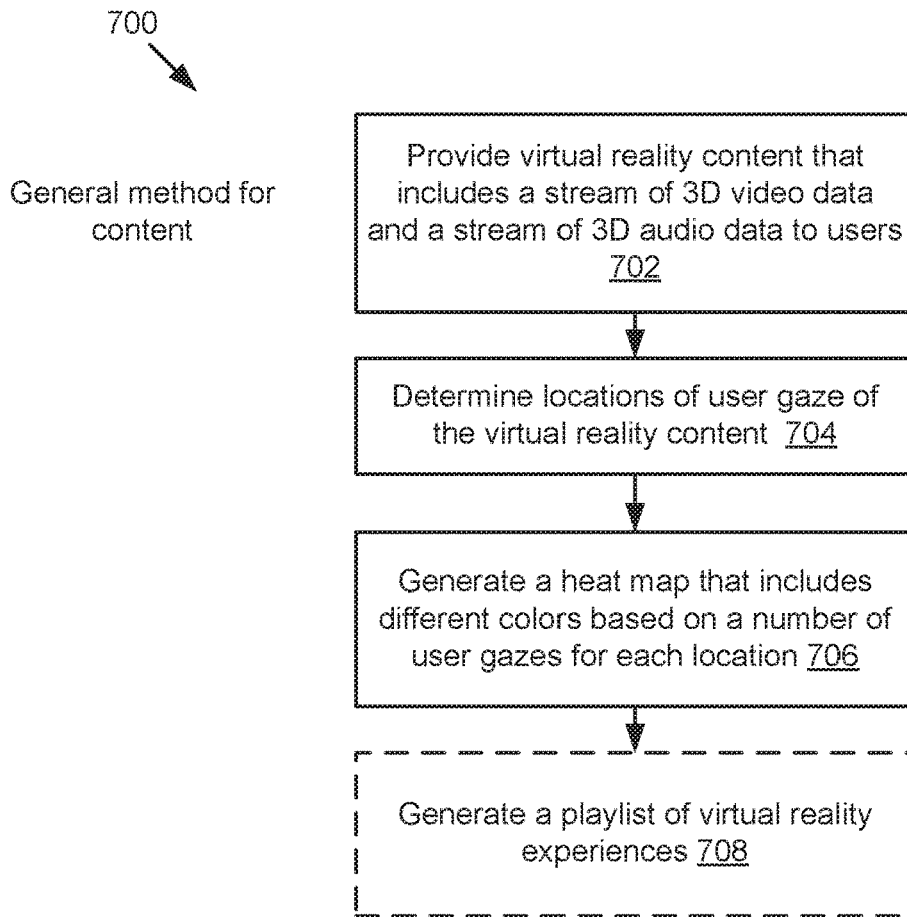 700
General method for
content
Provide virtual reality content that
includes a stream of 3D video data
and a stream of 3D audio data to users
702
Determine locations of user gaze of
the virtual reality content 704
Generate a heat map that includes
different colors based on a number of
user gazes for each location 706
Generate a playlist of virtual reality
experiences 708